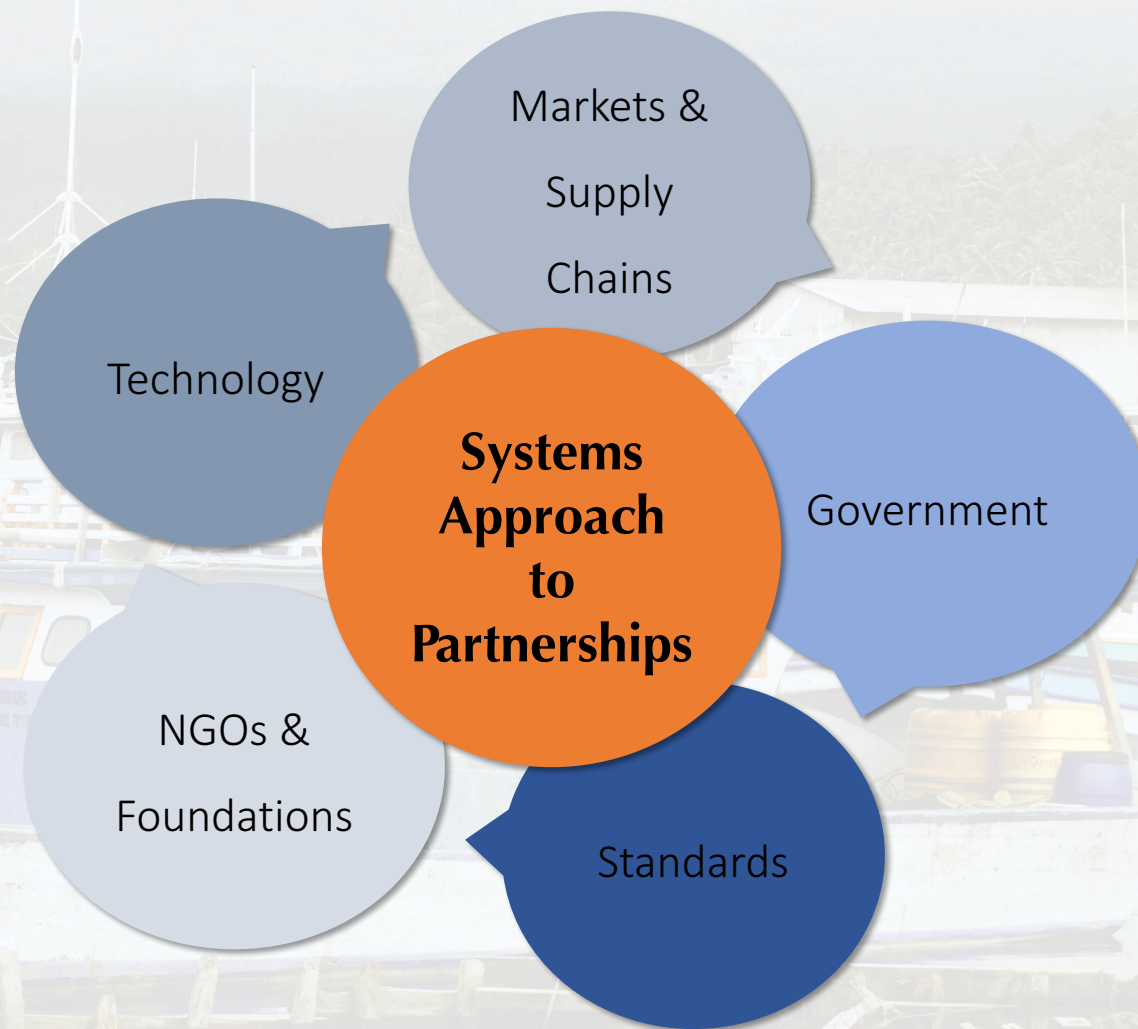 Markets &
Supply
Chains
Technology
Systems
Approach
to
Partnerships
Government
NGOs &
Foundations
Standards